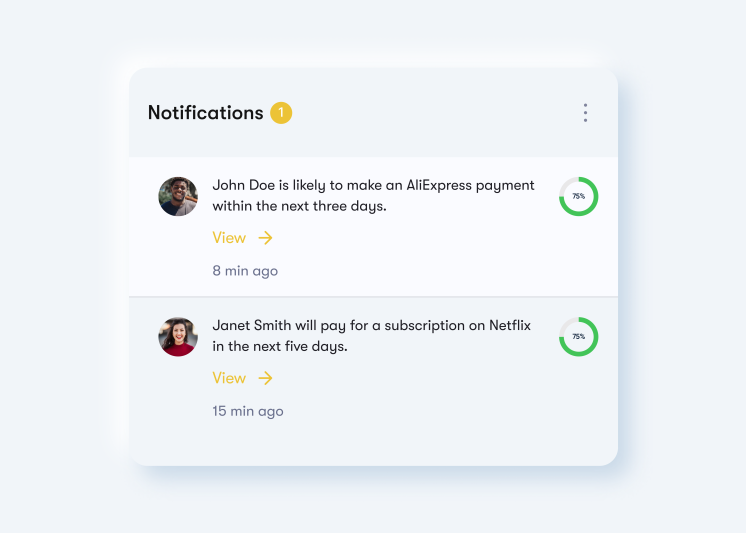 Notifications 1
John Doe is likely to make an AliExpress payment
within the next three days.
75%
View
8 min ago
Janet Smith will pay for a subscription on Netflix
in the next five days.
75%
View
15 min ago